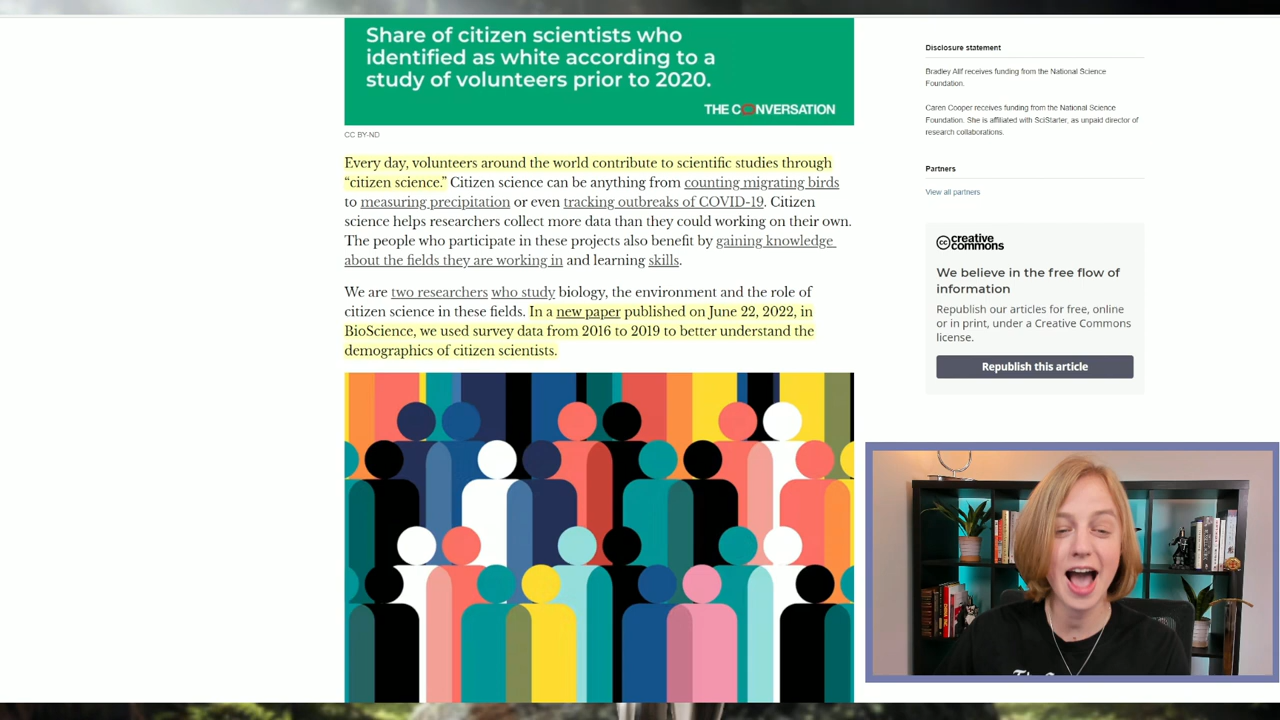 Share of citizen scientists who
identified as white according to a
study of volunteers prior to 2020.
THE CONVERSATION
CC BY-ND
Every day, volunteers around the world contribute to scientific studies through
“citizen science.” Citizen science can be anything from counting migrating birds
to measuring precipitation or even tracking outbreaks of COVID-19. Citizen
science helps researchers collect more data than they could working on their own.
The people who participate in these projects also benefit by gaining knowledge
about the fields they are working in and learning skills.
We are two researchers who study biology, the environment and the role of
citizen science in these fields. In a new paper published on June 22, 2022, in
BioScience, we used survey data from 2016 to 2019 to better understand the
demographics of citizen scientists.
Disclosure statement
Bradley Allf receives funding from the National Science
Foundation.
Caren Cooper receives funding from the National Science
Foundation. She is affiliated with SciStarter, as unpaid director of
research collaborations.
Partners
View all partners
cc creative
commons
We believe in the free flow of
information
Republish our articles for free, online
or in print, under a Creative Commons
license.
Republish this article